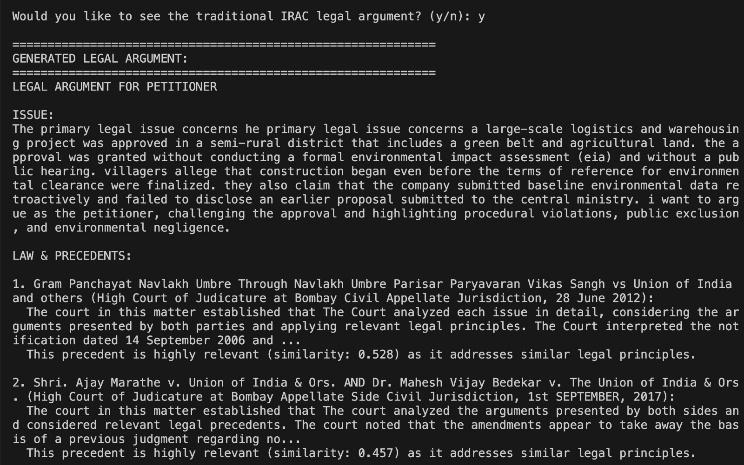 Would you like to see the traditional IRAC legal argument? (y/n): y
============================================================
GENERATED LEGAL ARGUMENT:
============================================================
LEGAL ARGUMENT FOR PETITIONER
ISSUE:
The primary legal issue concerns he primary legal issue concerns a large-scale logistics and warehousin
g project was approved in a semi-rural district that includes a green belt and agricultural land. the a
pproval was granted without conducting a formal environmental impact assessment (eia) and without a pub
lic hearing. villagers allege that construction began even before the terms of reference for environmen
tal clearance were finalized. they also claim that the company submitted baseline environmental data re
troactively and failed to disclose an earlier proposal submitted to the central ministry. i want to arg
ue as the petitioner, challenging the approval and highlighting procedural violations, public exclusion
, and environmental negligence.
LAW & PRECEDENTS:
1. Gram Panchayat Navlakh Umbre Through Navlakh Umbre Parisar Paryavaran Vikas Sangh vs Union of India
and others (High Court of Judicature at Bombay Civil Appellate Jurisdiction, 28 June 2012):
The court in this matter established that The Court analyzed each issue in detail, considering the ar
guments presented by both parties and applying relevant legal principles. The Court interpreted the not
ification dated 14 September 2006 and ...
This precedent is highly relevant (similarity: 0.528) as it addresses similar legal principles.
2. Shri. Ajay Marathe v. Union of India & Ors. AND Dr. Mahesh Vijay Bedekar v. The Union of India & Ors
. (High Court of Judicature at Bombay Appellate Side Civil Jurisdiction, 1st SEPTEMBER, 2017):
The court in this matter established that The court analyzed the arguments presented by both sides an
d considered relevant legal precedents. The court noted that the amendments appear to take away the bas
is of a previous judgment regarding no...
This precedent is highly relevant (similarity: 0.457) as it addresses similar legal principles.